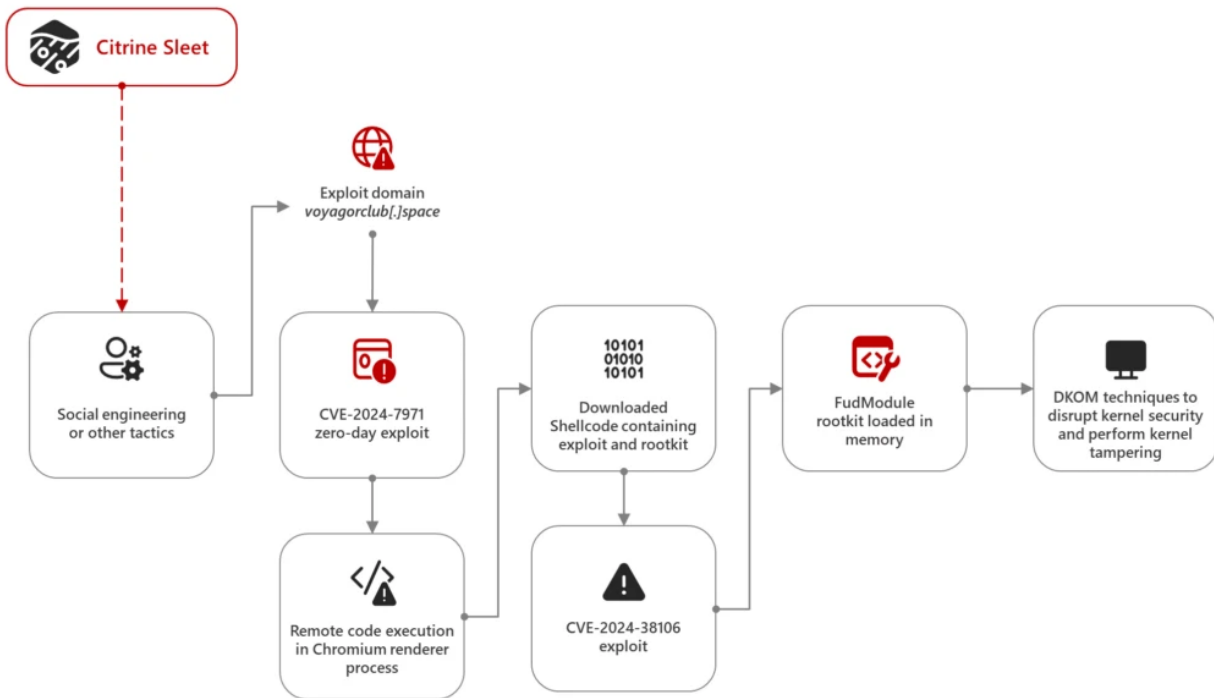 Citrine Sleet
Exploit domain
voyagorclub[.]space
Social engineering
or other tactics
CVE-2024-7971
zero-day exploit
Remote code execution
in Chromium renderer
process
10101
01010
10101
Downloaded
Shellcode containing
exploit and rootkit
CVE-2024-38106
exploit
FudModule
rootkit loaded in
memory
DKOM techniques to
disrupt kernel security
and perform kernel
tampering